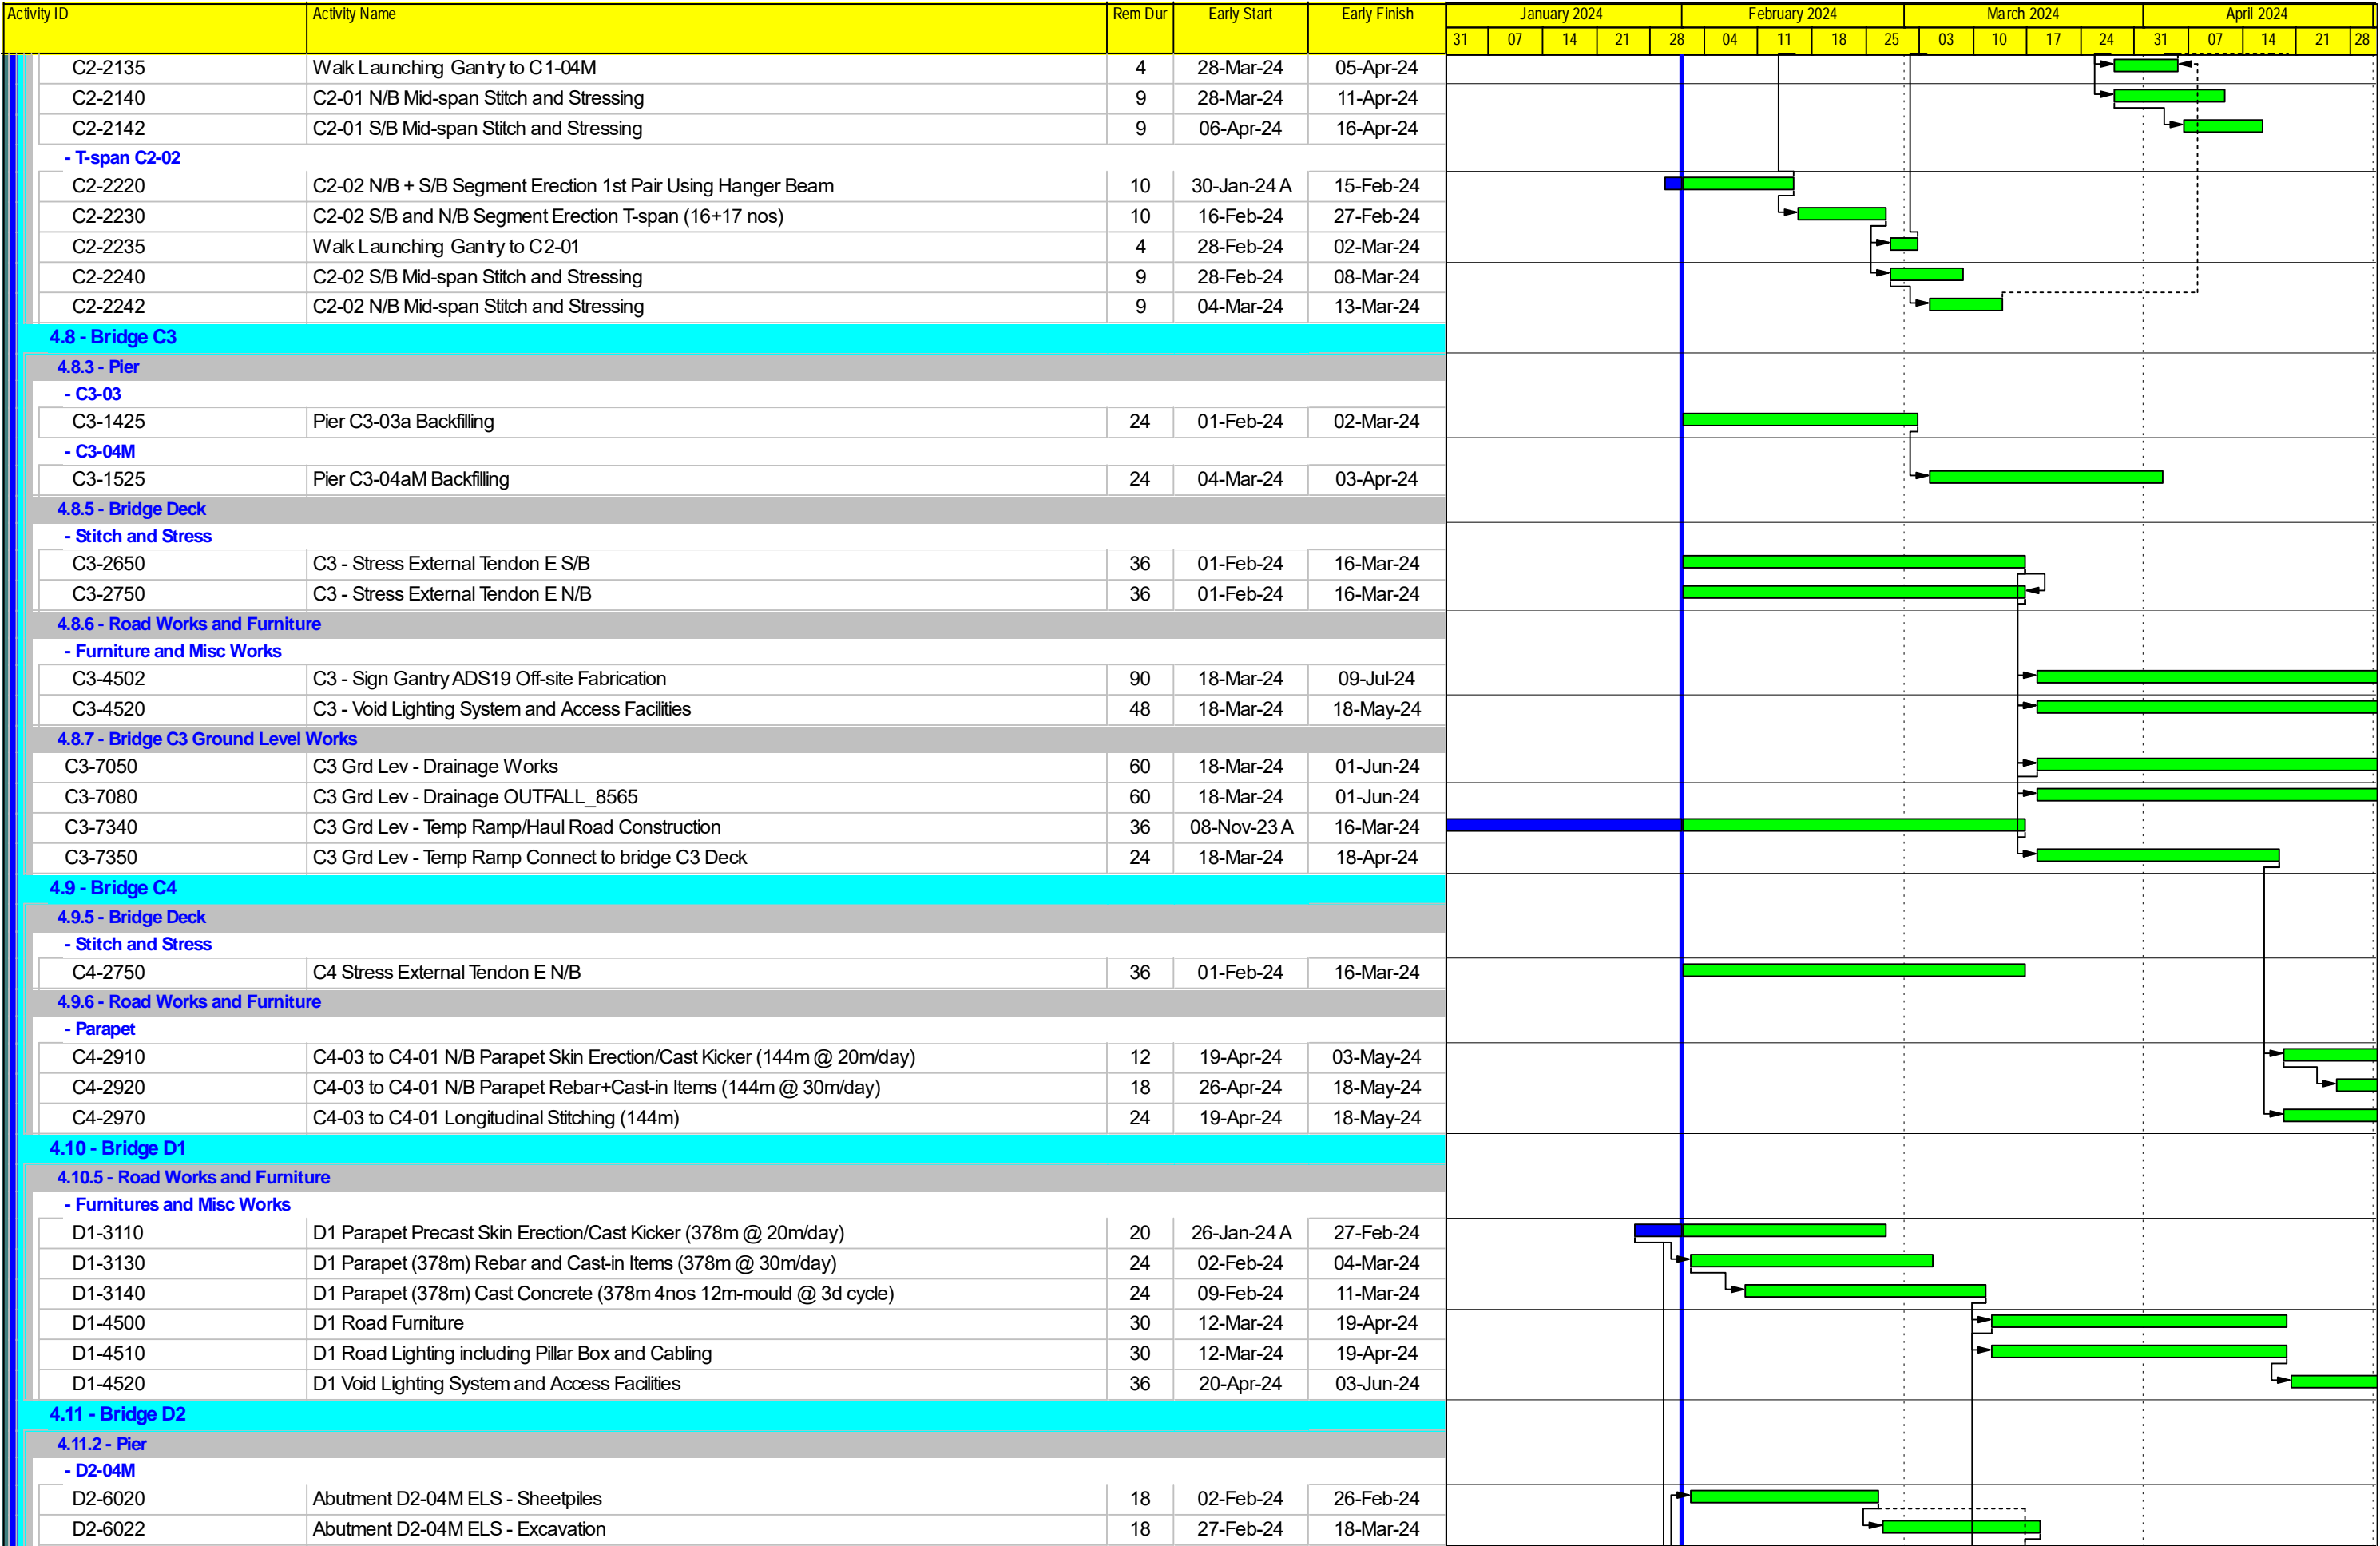 Activity ID Activity Name Rem Dur Early Start Early Finish January 2024 February 2024 March 2024 April 2024
31 07 14 21 28 04 11 18 25 03 10 17 24 31 07 14 21 28
C2-2135 Walk Launching Gantry to C1-04M 4 28-Mar-24 05-Apr-24
C2-2140 C2-01 N/B Mid-span Stitch and Stressing 9 28-Mar-24 11-Apr-24
C2-2142 C2-01 S/B Mid-span Stitch and Stressing 9 06-Apr-24 16-Apr-24
- T-span C2-02
C2-2220 C2-02 N/B + S/B Segment Erection 1st Pair Using Hanger Beam 10 30-Jan-24 A 15-Feb-24
C2-2230 C2-02 S/B and N/B Segment Erection T-span (16+17 nos) 10 16-Feb-24 27-Feb-24
C2-2235 Walk Launching Gantry to C2-01 4 28-Feb-24 02-Mar-24
C2-2240 C2-02 S/B Mid-span Stitch and Stressing 9 28-Feb-24 08-Mar-24
C2-2242 C2-02 N/B Mid-span Stitch and Stressing 9 04-Mar-24 13-Mar-24
4.8 - Bridge C3
4.8.3 - Pier
- C3-03
C3-1425 Pier C3-03a Backfilling 24 01-Feb-24 02-Mar-24
- C3-04M
C3-1525 Pier C3-04aM Backfilling 24 04-Mar-24 03-Apr-24
4.8.5 - Bridge Deck
- Stitch and Stress
C3-2650 C3 - Stress External Tendon E S/B 36 01-Feb-24 16-Mar-24
C3-2750 C3 - Stress External Tendon E N/B 36 01-Feb-24 16-Mar-24
4.8.6 - Road Works and Furniture
- Furniture and Misc Works
C3-4502 C3 - Sign Gantry ADS19 Off-site Fabrication 90 18-Mar-24 09-Jul-24
C3-4520 C3 - Void Lighting System and Access Facilities 48 18-Mar-24 18-May-24
4.8.7 - Bridge C3 Ground Level Works
C3-7050 C3 Grd Lev - Drainage Works 60 18-Mar-24 01-Jun-24
C3-7080 C3 Grd Lev - Drainage OUTFALL_8565 60 18-Mar-24 01-Jun-24
C3-7340 C3 Grd Lev - Temp Ramp/Haul Road Construction 36 08-Nov-23 A 16-Mar-24
C3-7350 C3 Grd Lev - Temp Ramp Connect to bridge C3 Deck 24 18-Mar-24 18-Apr-24
4.9 - Bridge C4
4.9.5 - Bridge Deck
- Stitch and Stress
C4-2750 C4 Stress External Tendon E N/B 36 01-Feb-24 16-Mar-24
4.9.6 - Road Works and Furniture
- Parapet
C4-2910 C4-03 to C4-01 N/B Parapet Skin Erection/Cast Kicker (144m @ 20m/day) 12 19-Apr-24 03-May-24
C4-2920 C4-03 to C4-01 N/B Parapet Rebar+Cast-in Items (144m @ 30m/day) 18 26-Apr-24 18-May-24
C4-2970 C4-03 to C4-01 Longitudinal Stitching (144m) 24 19-Apr-24 18-May-24
4.10 - Bridge D1
4.10.5 - Road Works and Furniture
- Furnitures and Misc Works
D1-3110 D1 Parapet Precast Skin Erection/Cast Kicker (378m @ 20m/day) 20 26-Jan-24 A 27-Feb-24
D1-3130 D1 Parapet (378m) Rebar and Cast-in Items (378m @ 30m/day) 24 02-Feb-24 04-Mar-24
D1-3140 D1 Parapet (378m) Cast Concrete (378m 4nos 12m-mould @ 3d cycle) 24 09-Feb-24 11-Mar-24
D1-4500 D1 Road Furniture 30 12-Mar-24 19-Apr-24
D1-4510 D1 Road Lighting including Pillar Box and Cabling 30 12-Mar-24 19-Apr-24
D1-4520 D1 Void Lighting System and Access Facilities 36 20-Apr-24 03-Jun-24
4.11 - Bridge D2
4.11.2 - Pier
- D2-04M
D2-6020 Abutment D2-04M ELS - Sheetpiles 18 02-Feb-24 26-Feb-24
D2-6022 Abutment D2-04M ELS - Excavation 18 27-Feb-24 18-Mar-24